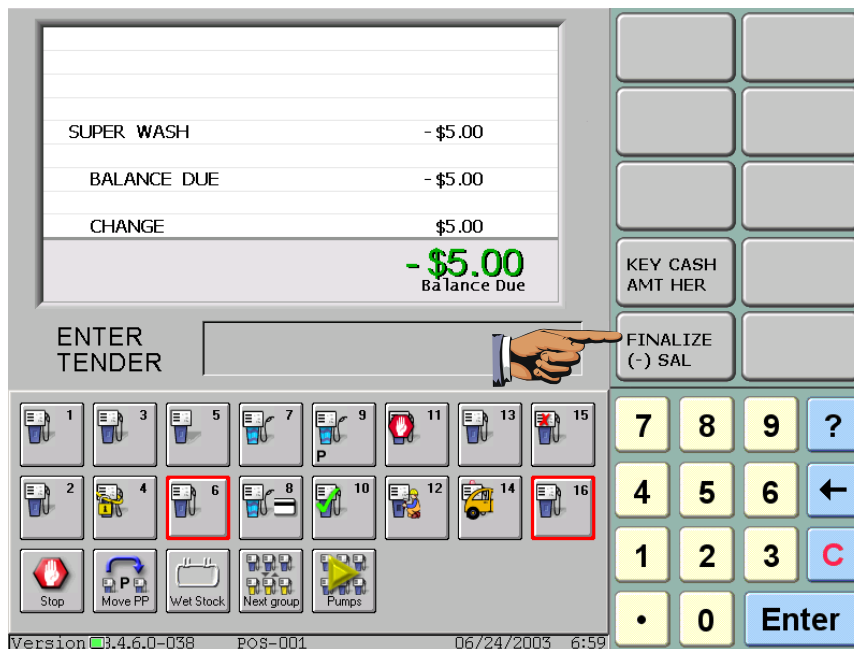 SUPER WASH -$5.00
BALANCE DUE -$5.00
CHANGE $5.00
-$5.00
Balance Due
KEY CASH
AMT HER
FINALIZE
(-) SAL
ENTER
TENDER
1 3 5 7 9 11 13 15
P
2 4 6 8 10 12 14 16
P
Stop Move PP Wet Stock Next group Pumps
7 8 9 ?
4 5 6 ←
1 2 3 C
• 0 Enter
Version 3.4.6.0-038 POS-001 06/24/2003 6:59